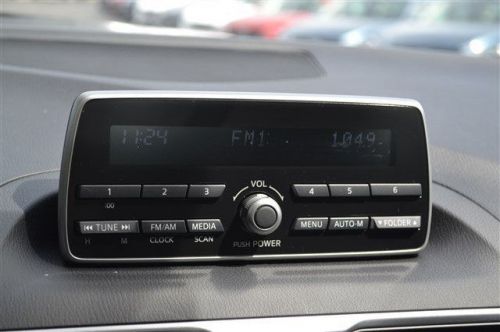 11:24 FM1 104.9
VOL
1 2 3 4 5 6
:00
TUNE FM/AM MEDIA MENU AUTO-M FOLDER
H M CLOCK SCAN PUSH POWER